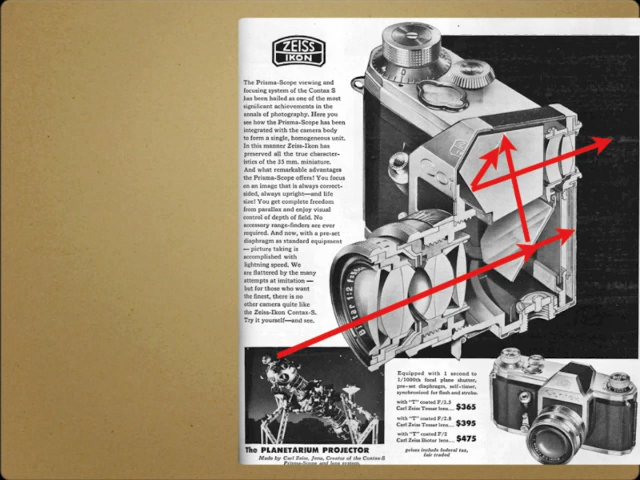 ZEISS
IKON
The Prisma-Scope viewing and
focusing system of the Contax S
has been hailed as one of the most
significant achievements in the
annals of photography. Here you
see how the Prisma-Scope has been
integrated with the camera body
to form a single, homogeneous unit.
In this manner Zeiss-Ikon has
preserved all the true character-
istics of the 35 mm. miniature.
And what remarkable advantages
the Prisma-Scope offers! You focus
on an image that is always correct-
sided, always upright—and life
size! You get complete freedom
from parallax and enjoy visual
control of depth of field. No
accessory range-finders are ever
required. And now, with a pre-set
diaphragm as standard equipment
— picture taking is
accomplished with
lightning speed. We
are flattered by the many
attempts at imitation —
but for those who want
the finest, there is no
other camera quite like
the Zeiss-Ikon Contax-S.
Try it yourself—and see.
Equipped with 1 second to
1/1000th focal plane shutter,
pre-set diaphragm, self-timer,
synchronized for flash and strobe.
with "T" coated F/3.5
Carl Zeiss Tessar lens... $365
with "T" coated F/2.8
Carl Zeiss Tessar lens... $395
with "T" coated F/2
Carl Zeiss Biotar lens... $475
prices include federal tax,
fair traded
The PLANETARIUM PROJECTOR
Made by Carl Zeiss, Jena, Creator of the Contax-S
Prisma-Scope and lens system.